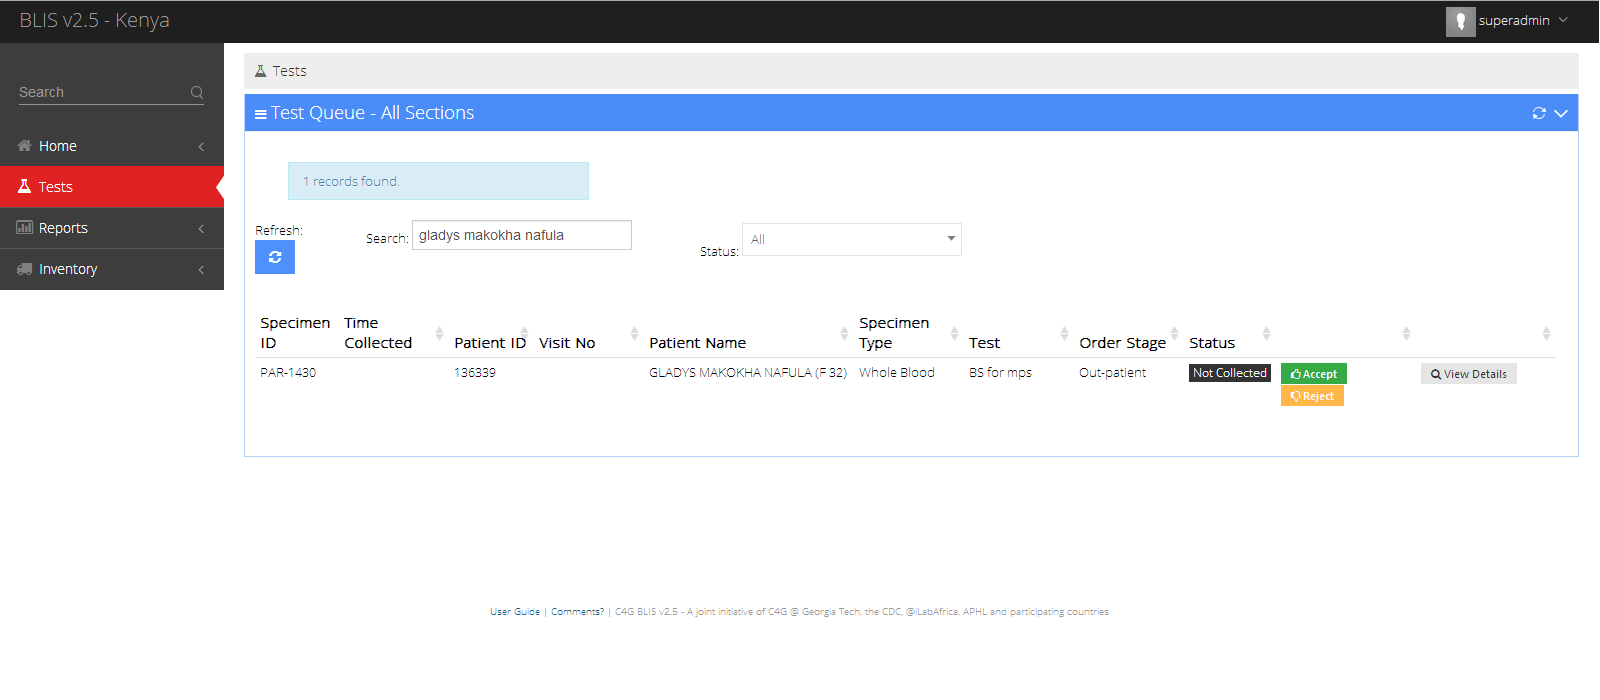 BLIS v2.5 - Kenya
superadmin
Search
Home
Tests
Reports
Inventory
Tests
Test Queue - All Sections
1 records found.
Refresh:
Search: gladys makokha nafula
Status: All
Specimen ID Time Collected Patient ID Visit No Patient Name Specimen Type Test Order Stage Status
PAR-1430 136339 GLADYS MAKOKHA NAFULA (F 32) Whole Blood BS for mps Out-patient Not Collected Accept View Details
Reject
User Guide | Comments? | C4G BLIS v2.5 - A joint initiative of C4G @ Georgia Tech, the CDC, @iLabAfrica, APHL and participating countries